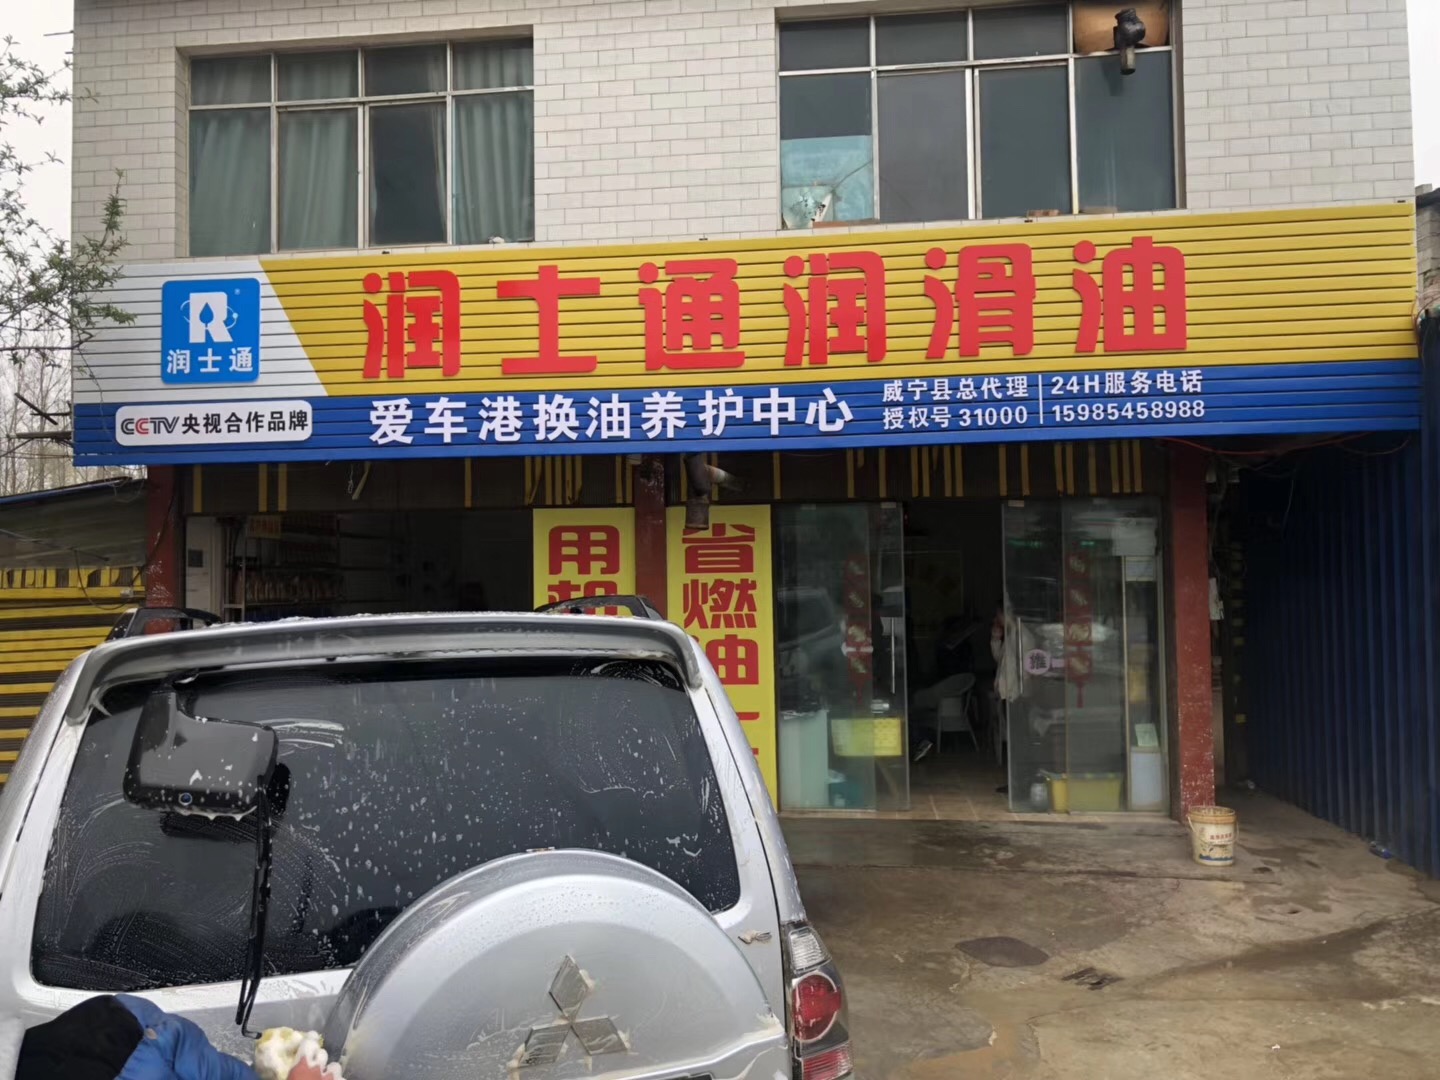 润士通润滑油
R®
润士通
CCTV央视合作品牌
爱车港换油养护中心
威宁县总代理
授权号31000
24H服务电话
15985458988
用
省燃油